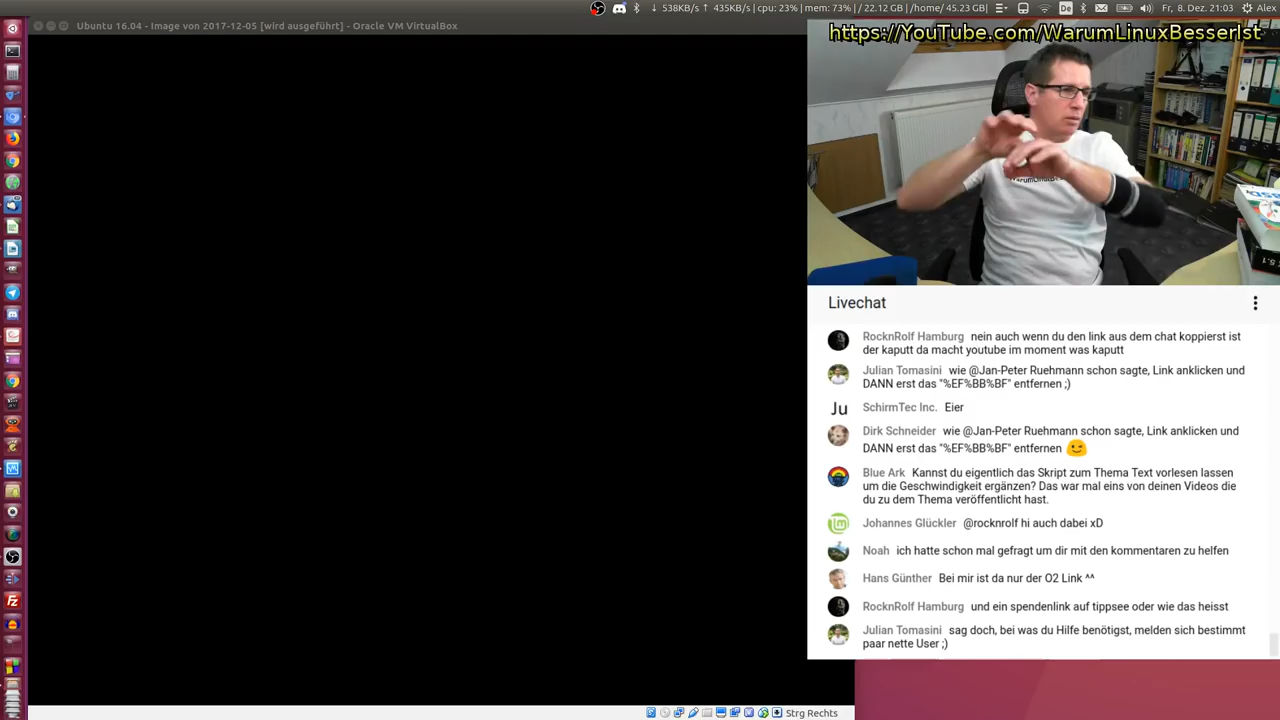 538KB/s | 435KB/s | cpu: 23% | mem: 73% | / 22.12 GB | /home/ 45.23 GB | De Fr, 8. Dez, 21:03 Alex
Ubuntu 16.04 - Image von 2017-12-05 [wird ausgeführt] - Oracle VM VirtualBox
https://YouTube.com/WarumLinuxBesserIst
Livechat
RocknRolf Hamburg nein auch wenn du den link aus dem chat koppierst ist
der kaputt da macht youtube im moment was kaputt
Julian Tomasini wie @Jan-Peter Ruehmann schon sagte, Link anklicken und
DANN erst das "%EF%BB%BF" entfernen ;)
Ju SchirmTec Inc. Eier
Dirk Schneider wie @Jan-Peter Ruehmann schon sagte, Link anklicken und
DANN erst das "%EF%BB%BF" entfernen
Blue Ark Kannst du eigentlich das Skript zum Thema Text vorlesen lassen
um die Geschwindigkeit ergänzen? Das war mal eins von deinen Videos die
du zu dem Thema veröffentlicht hast.
Johannes Glückler @rocknrolf hi auch dabei xD
Noah ich hatte schon mal gefragt um dir mit den kommentaren zu helfen
Hans Günther Bei mir ist da nur der O2 Link ^^
RocknRolf Hamburg und ein spendenlink auf tippsee oder wie das heisst
Julian Tomasini sag doch, bei was du Hilfe benötigst, melden sich bestimmt
paar nette User ;)
Strg Rechts